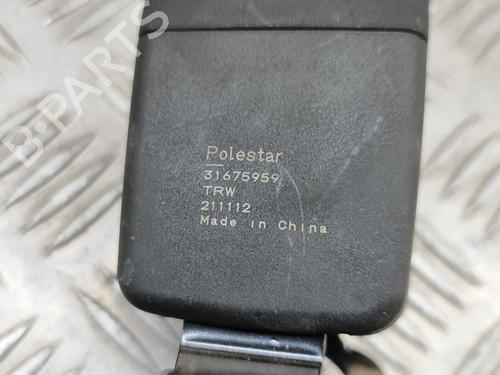 B-PARTS
Polestar
31675959
TRW
211112
Made in China